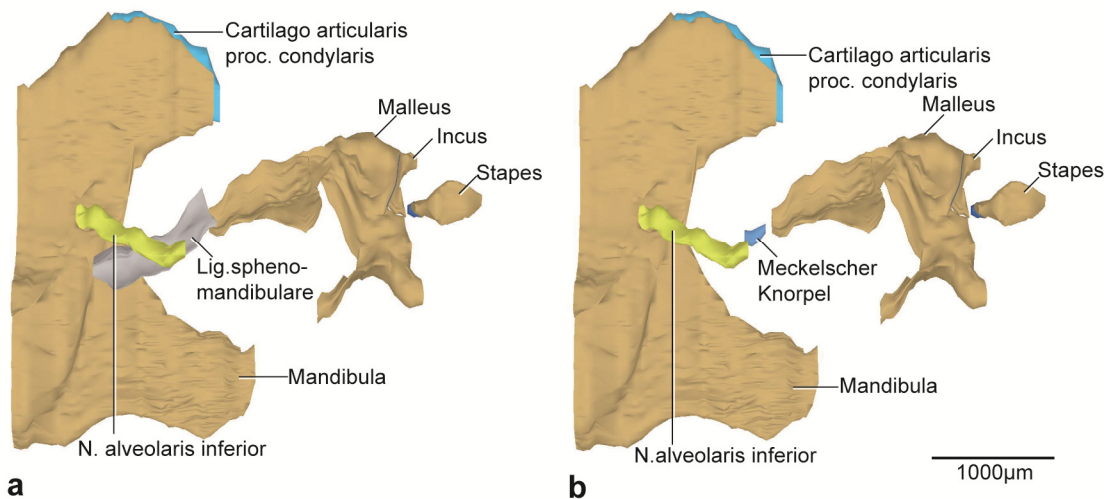 Cartilago articularis
proc. condylaris
Malleus
Incus
Stapes
Lig.spheno-
mandibulare
Mandibula
N. alveolaris inferior
a
Cartilago articularis
proc. condylaris
Malleus
Incus
Stapes
Meckelscher
Knorpel
Mandibula
N.alveolaris inferior
b
1000µm